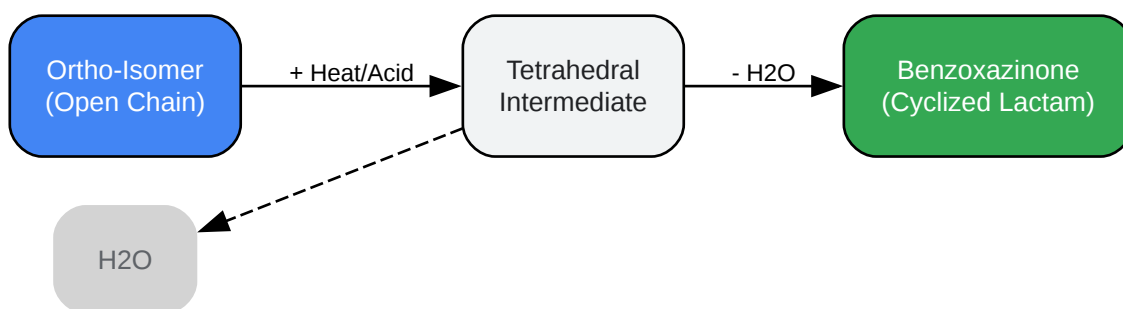 Ortho-Isomer
(Open Chain)
+ Heat/Acid
Tetrahedral
Intermediate
- H2O
Benzoxazinone
(Cyclized Lactam)
H2O